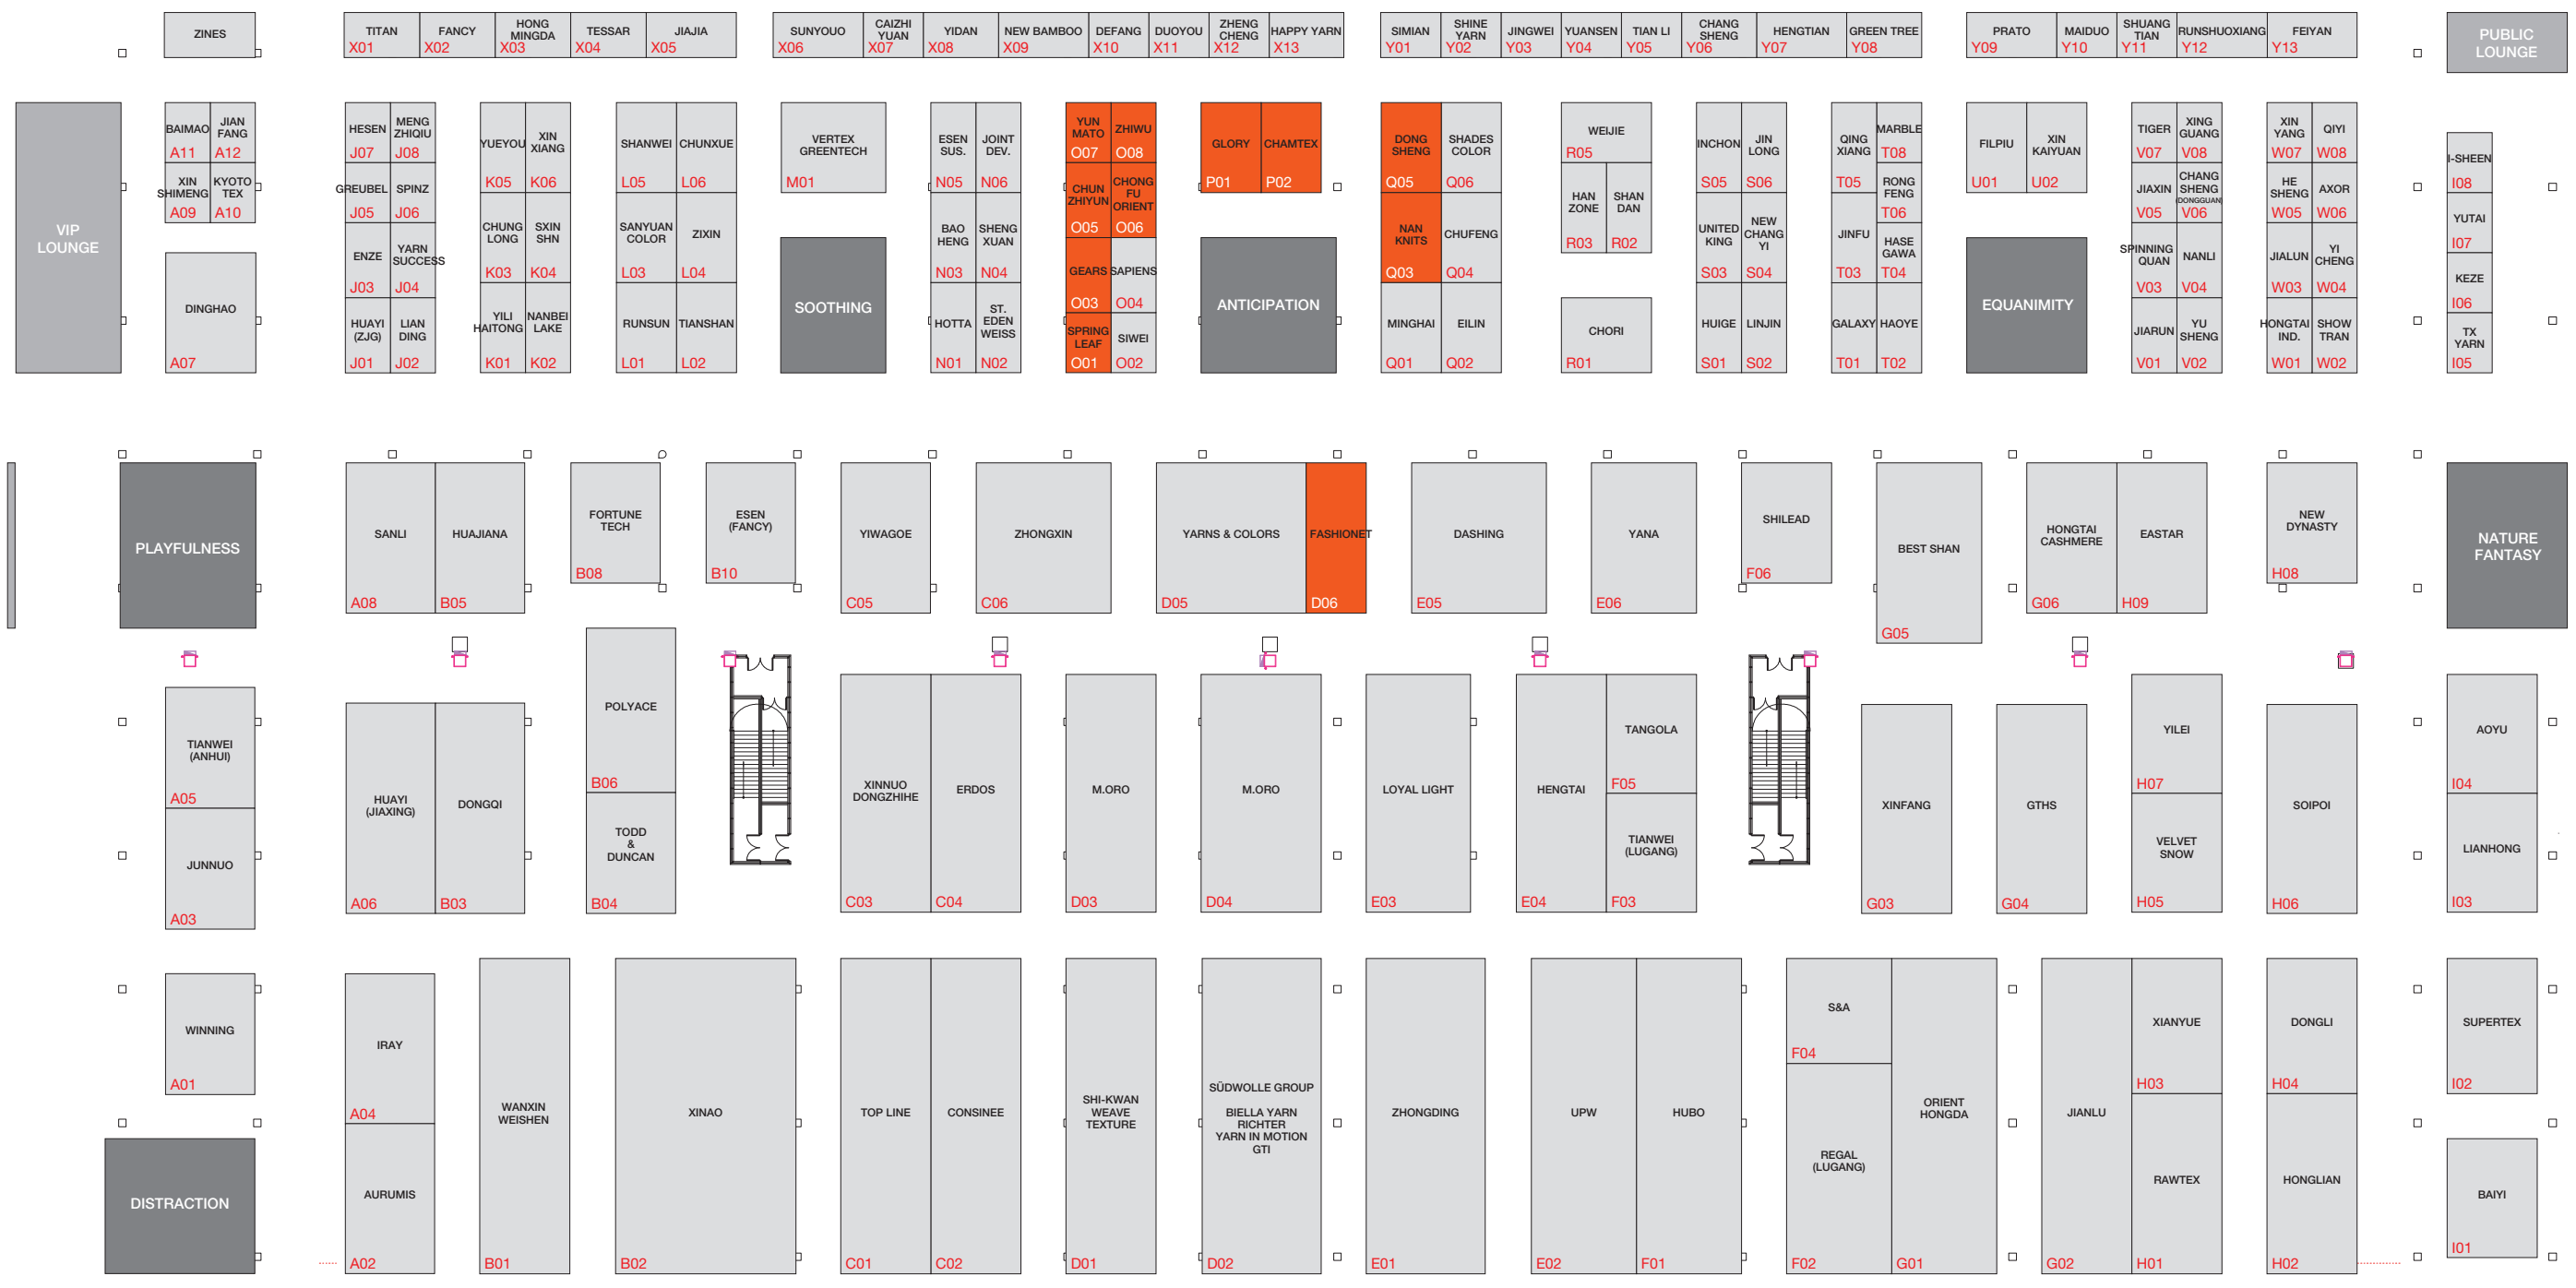 ZINES
TITAN
X01
FANCY
X02
HONG
MINGDA
X03
TESSAR
X04
JIAJIA
X05
SUNYOUO
X06
CAIZHI
YUAN
X07
YIDAN
X08
NEW BAMBOO
X09
DEFANG
X10
DUOYOU
X11
ZHENG
CHENG
X12
HAPPY YARN
X13
SIMIAN
Y01
SHINE
YARN
Y02
JINGWEI
Y03
YUANSEN
Y04
TIAN LI
Y05
CHANG
SHENG
Y06
HENGTIAN
Y07
GREEN TREE
Y08
PRATO
Y09
MAIDUO
Y10
SHUANG
TIAN
Y11
RUNSHUOXIANG
Y12
FEIYAN
Y13
PUBLIC
LOUNGE
VIP
LOUNGE
BAIMAO
A11
JIAN
FANG
A12
XIN
SHIMENG
A09
KYOTO
TEX
A10
DINGHAO
A07
HESEN
J07
MENG
ZHIQIU
J08
GREUBEL
J05
SPINZ
J06
ENZE
J03
YARN
SUCCESS
J04
HUAYI
(ZJG)
J01
LIAN
DING
J02
YUEYOU
K05
XIN
XIANG
K06
CHUNG
LONG
K03
SXIN
SHN
K04
YILI
HAITONG
K01
NANBEI
LAKE
K02
SHANWEI
L05
CHUNXUE
L06
SANYUAN
COLOR
L03
ZIXIN
L04
RUNSUN
L01
TIANSHAN
L02
VERTEX
GREENTECH
M01
SOOTHING
ESEN
SUS.
N05
JOINT
DEV.
N06
BAO
HENG
N03
SHENG
XUAN
N04
HOTTA
N01
ST.
EDEN
WEISS
N02
YUN
MATO
O07
ZHIWU
O08
CHUN
ZHIYUN
O05
CHONG
FU
ORIENT
O06
GEARS
O03
SAPIENS
O04
SPRING
LEAF
O01
SIWEI
O02
GLORY
P01
CHAMTEX
P02
ANTICIPATION
DONG
SHENG
Q05
SHADES
COLOR
Q06
NAN
KNITS
Q03
CHUFENG
Q04
MINGHAI
Q01
EILIN
Q02
WEIJIE
R05
HAN
ZONE
R03
SHAN
DAN
R02
CHORI
R01
INCHON
S05
JIN
LONG
S06
UNITED
KING
S03
NEW
CHANG
YI
S04
HUIGE
S01
LINJIN
S02
QING
XIANG
T05
MARBLE
T08
RONG
FENG
T06
JINFU
T03
HASE
GAWA
T04
GALAXY
T01
HAOYE
T02
FILPIU
U01
XIN
KAIYUAN
U02
EQUANIMITY
TIGER
V07
XING
GUANG
V08
JIAXIN
V05
CHANG
SHENG
(DONGGUAN)
V06
SPINNING
QUAN
V03
NANLI
V04
JIARUN
V01
YU
SHENG
V02
XIN
YANG
W07
QIYI
W08
HE
SHENG
W05
AXOR
W06
JIALUN
W03
YI
CHENG
W04
HONGTAI
IND.
W01
SHOW
TRAN
W02
I-SHEEN
I08
YUTAI
I07
KEZE
I06
TX
YARN
I05
PLAYFULNESS
SANLI
A08
HUAJIANA
B05
FORTUNE
TECH
B08
ESEN
(FANCY)
B10
YIWAGOE
C05
ZHONGXIN
C06
YARNS & COLORS
D05
FASHIONET
D06
DASHING
E05
YANA
E06
SHILEAD
F06
BEST SHAN
G05
HONGTAI
CASHMERE
G06
EASTAR
H09
NEW
DYNASTY
H08
NATURE
FANTASY
TIANWEI
(ANHUI)
A05
JUNNUO
A03
HUAYI
(JIAXING)
A06
DONGQI
B03
POLYACE
B06
TODD
&
DUNCAN
B04
XINNUO
DONGZHIHE
C03
ERDOS
C04
M.ORO
D03
M.ORO
D04
LOYAL LIGHT
E03
HENGTAI
E04
TANGOLA
F05
TIANWEI
(LUGANG)
F03
XINFANG
G03
GTHS
G04
YILEI
H07
VELVET
SNOW
H05
SOIPOI
H06
AOYU
I04
LIANHONG
I03
WINNING
A01
DISTRACTION
IRAY
A04
AURUMIS
A02
WANXIN
WEISHEN
B01
XINAO
B02
TOP LINE
C01
CONSINEE
C02
SHI-KWAN
WEAVE
TEXTURE
D01
SÜDWOLLE GROUP
BIELLA YARN
RICHTER
YARN IN MOTION
GTI
D02
ZHONGDING
E01
UPW
E02
HUBO
F01
S&A
F04
REGAL
(LUGANG)
F02
ORIENT
HONGDA
G01
JIANLU
G02
XIANYUE
H03
RAWTEX
H01
DONGLI
H04
HONGLIAN
H02
SUPERTEX
I02
BAIYI
I01